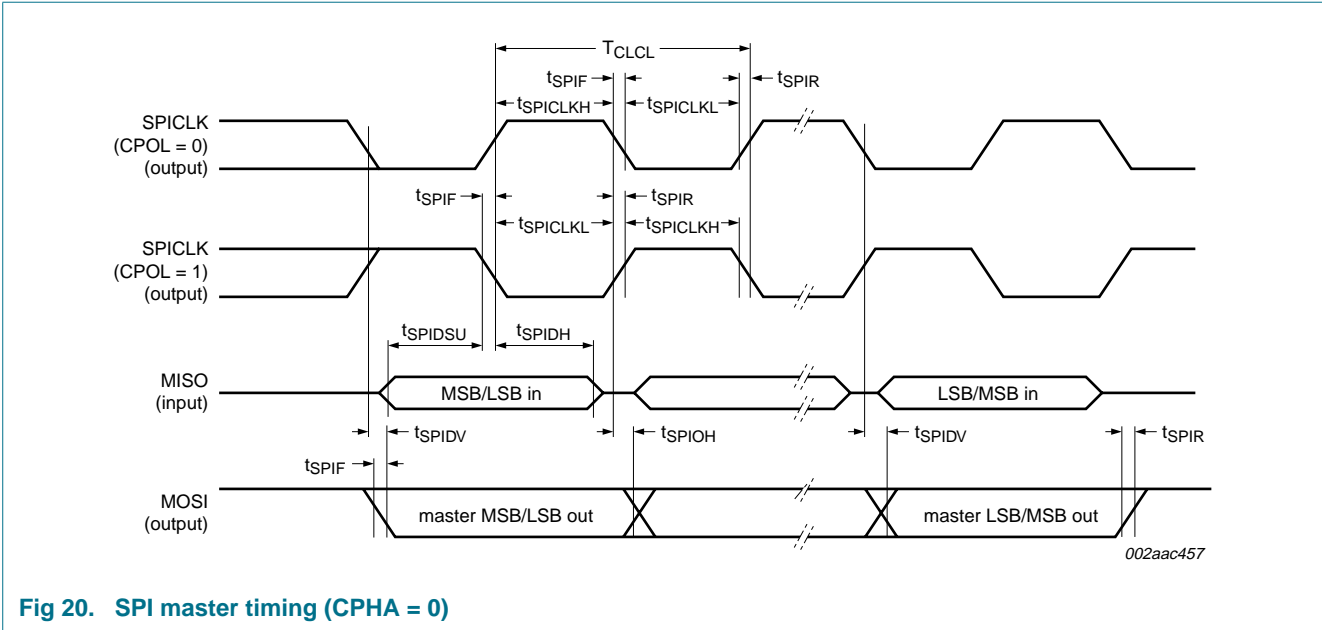 TCLCL
tSPIF
tSPIR
tSPICLKH
tSPICLKL
SPICLK
(CPOL = 0)
(output)
tSPIF
tSPIR
tSPICLKL
tSPICLKH
SPICLK
(CPOL = 1)
(output)
tSPIDSU
tSPIDH
MISO
(input)
MSB/LSB in
LSB/MSB in
tSPIDV
tSPIOH
tSPIDV
tSPIR
tSPIF
MOSI
(output)
master MSB/LSB out
master LSB/MSB out
002aac457
Fig 20. SPI master timing (CPHA = 0)